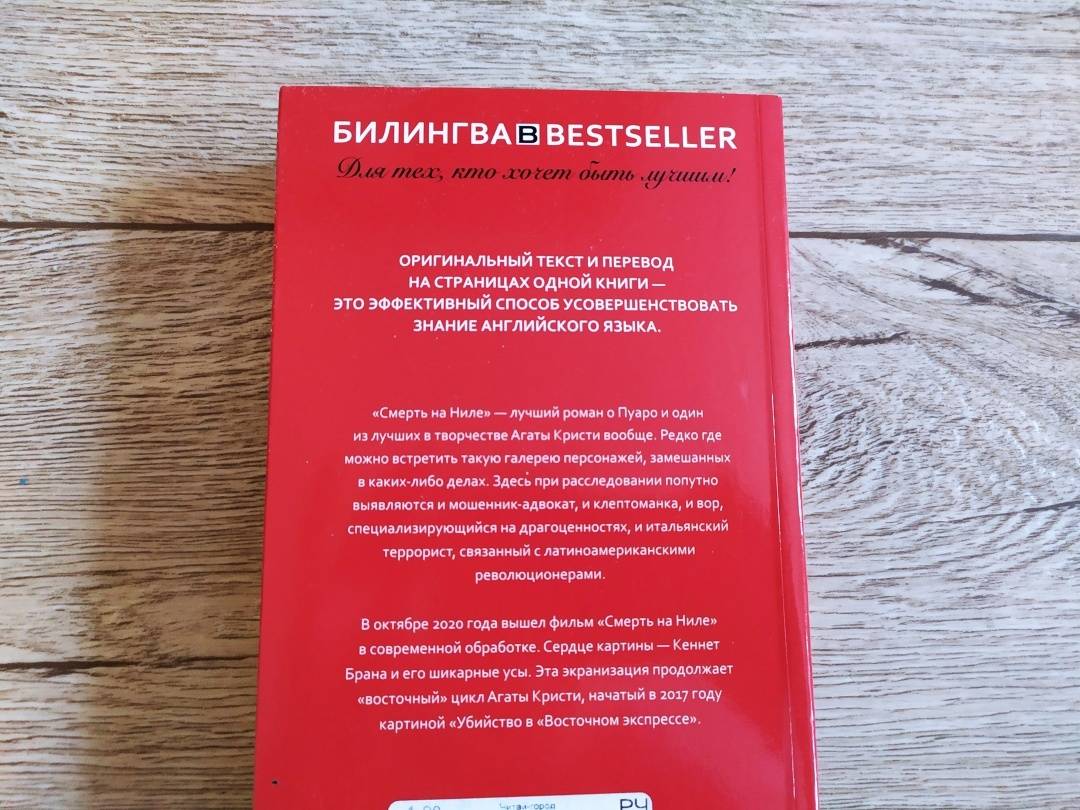 БИЛИНГВА В BESTSELLER
Для тех, кто хочет быть лучшим!
ОРИГИНАЛЬНЫЙ ТЕКСТ И ПЕРЕВОД
НА СТРАНИЦАХ ОДНОЙ КНИГИ —
ЭТО ЭФФЕКТИВНЫЙ СПОСОБ УСОВЕРШЕНСТВОВАТЬ
ЗНАНИЕ АНГЛИЙСКОГО ЯЗЫКА.
«Смерть на Ниле» — лучший роман о Пуаро и один
из лучших в творчестве Агаты Кристи вообще. Редко где
можно встретить такую галерею персонажей, замешанных
в каких-либо делах. Здесь при расследовании попутно
выявляются и мошенник-адвокат, и клептоманка, и вор,
специализирующийся на драгоценностях, и итальянский
террорист, связанный с латиноамериканскими
революционерами.
В октябре 2020 года вышел фильм «Смерть на Ниле»
в современной обработке. Сердце картины — Кеннет
Брана и его шикарные усы. Эта экранизация продолжает
«восточный» цикл Агаты Кристи, начатый в 2017 году
картиной «Убийство в «Восточном экспрессе».
Читай-город